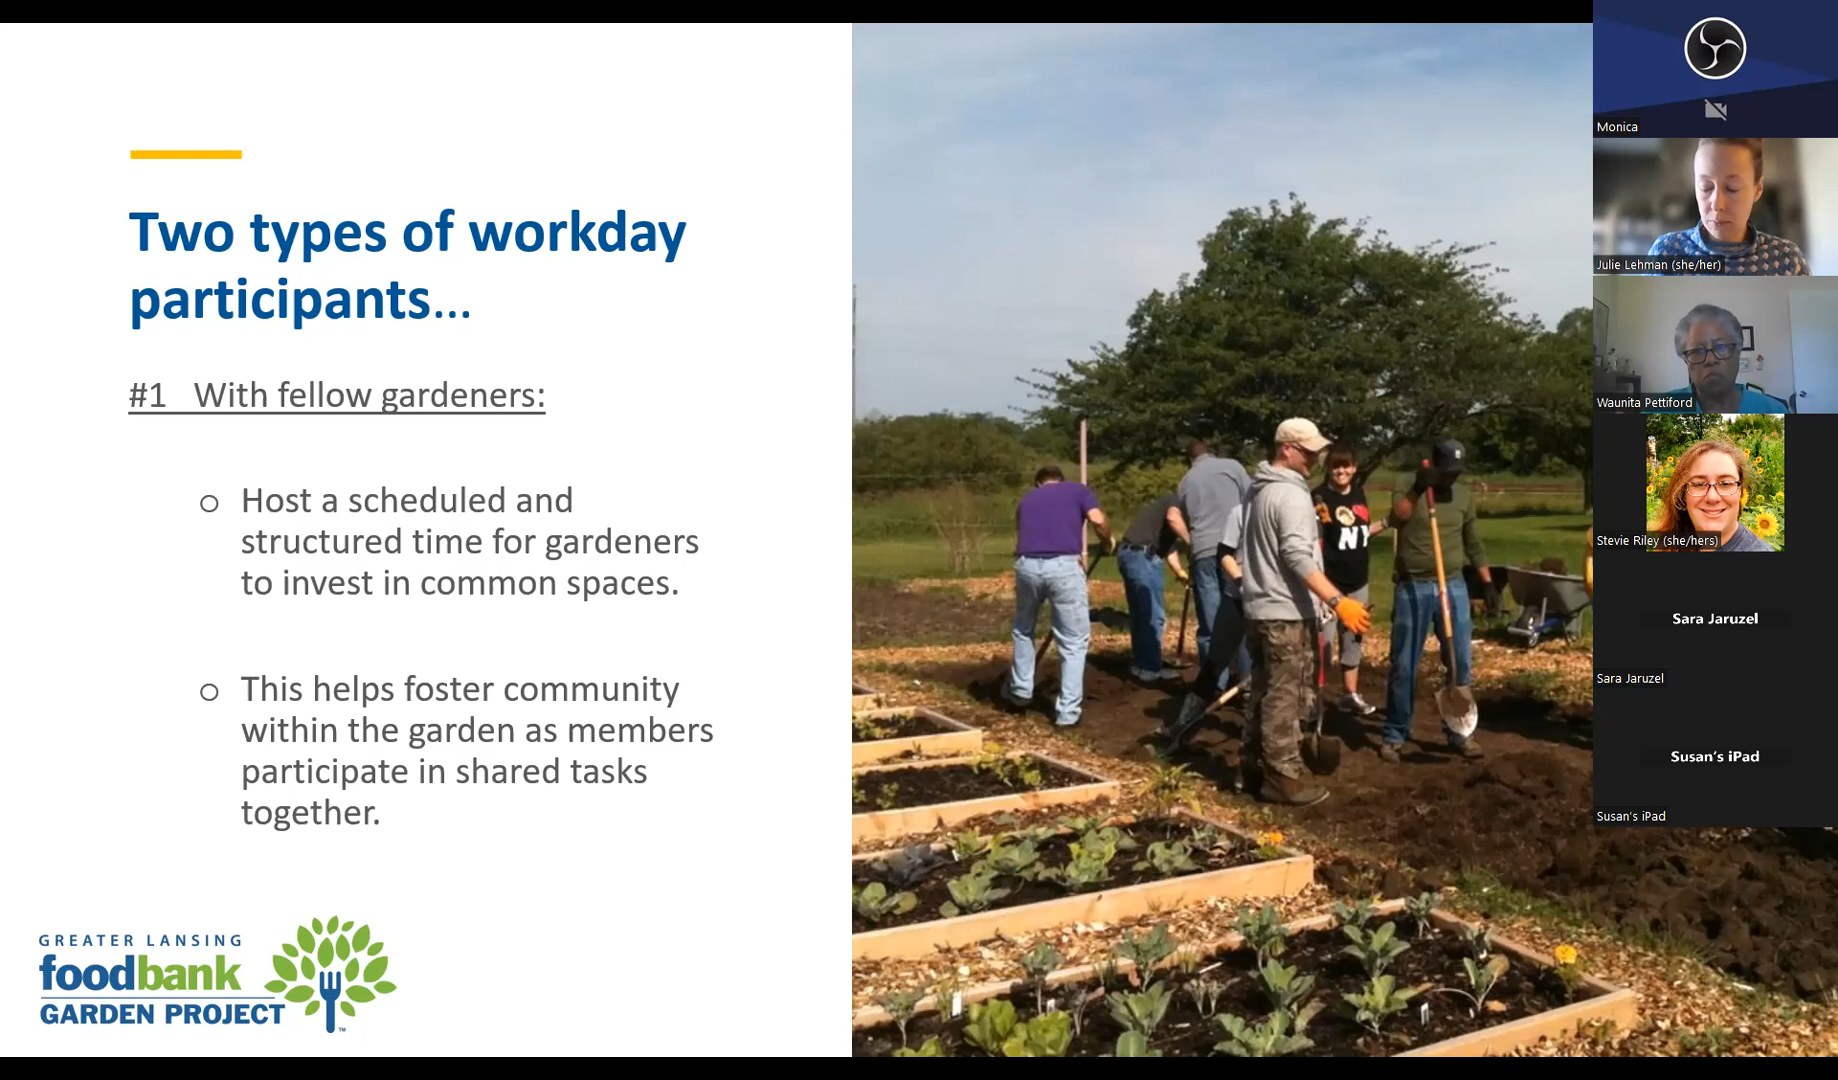 Two types of workday
participants...
#1 With fellow gardeners:
o Host a scheduled and
structured time for gardeners
to invest in common spaces.
o This helps foster community
within the garden as members
participate in shared tasks
together.
GREATER LANSING
foodbank
GARDEN PROJECT
TM
NY
Monica
Julie Lehman (she/her)
Waunita Pettiford
Stevie Riley (she/hers)
Sara Jaruzel
Sara Jaruzel
Susan's iPad
Susan's iPad